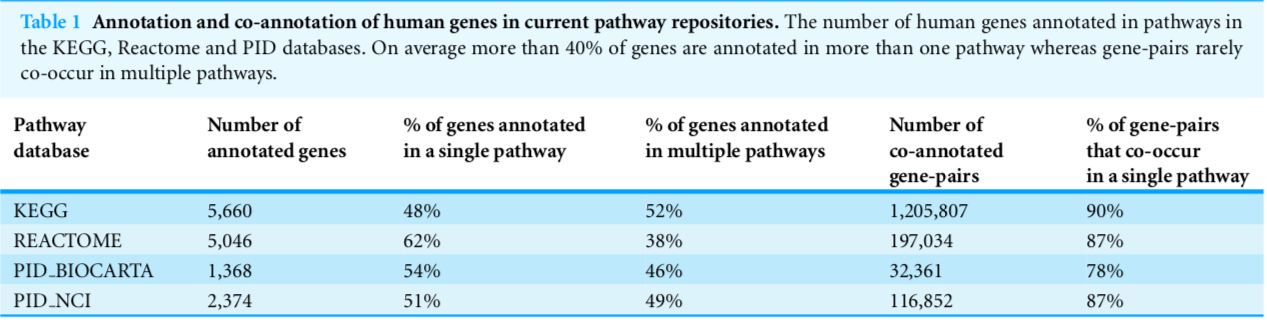 Table 1 Annotation and co-annotation of human genes in current pathway repositories. The number of human genes annotated in pathways in
the KEGG, Reactome and PID databases. On average more than 40% of genes are annotated in more than one pathway whereas gene-pairs rarely
co-occur in multiple pathways.
Pathway database Number of annotated genes % of genes annotated in a single pathway % of genes annotated in multiple pathways Number of co-annotated gene-pairs % of gene-pairs that co-occur in a single pathway
KEGG 5,660 48% 52% 1,205,807 90%
REACTOME 5,046 62% 38% 197,034 87%
PID_BIOCARTA 1,368 54% 46% 32,361 78%
PID_NCI 2,374 51% 49% 116,852 87%